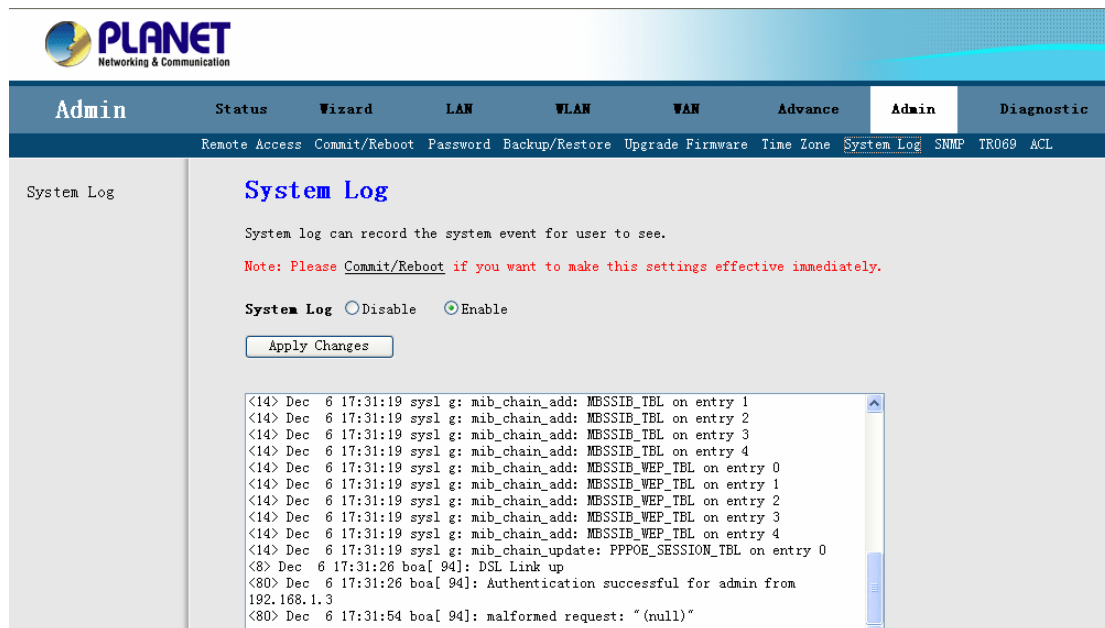 PLANET
Networking & Communication
Admin
Status Wizard LAN WLAN WAN Advance Admin Diagnostic
Remote Access Commit/Reboot Password Backup/Restore Upgrade Firmware Time Zone System Log SNMP TR069 ACL
System Log
System Log
System log can record the system event for user to see.
Note: Please Commit/Reboot if you want to make this settings effective immediately.
System Log Disable Enable
Apply Changes
<14> Dec  6 17:31:19 sysl g: mib_chain_add: MBSSIB_TBL on entry 1
<14> Dec  6 17:31:19 sysl g: mib_chain_add: MBSSIB_TBL on entry 2
<14> Dec  6 17:31:19 sysl g: mib_chain_add: MBSSIB_TBL on entry 3
<14> Dec  6 17:31:19 sysl g: mib_chain_add: MBSSIB_TBL on entry 4
<14> Dec  6 17:31:19 sysl g: mib_chain_add: MBSSIB_WEP_TBL on entry 0
<14> Dec  6 17:31:19 sysl g: mib_chain_add: MBSSIB_WEP_TBL on entry 1
<14> Dec  6 17:31:19 sysl g: mib_chain_add: MBSSIB_WEP_TBL on entry 2
<14> Dec  6 17:31:19 sysl g: mib_chain_add: MBSSIB_WEP_TBL on entry 3
<14> Dec  6 17:31:19 sysl g: mib_chain_add: MBSSIB_WEP_TBL on entry 4
<14> Dec  6 17:31:19 sysl g: mib_chain_update: PPPOE_SESSION_TBL on entry 0
<8> Dec  6 17:31:26 boa[ 94]: DSL Link up
<80> Dec  6 17:31:26 boa[ 94]: Authentication successful for admin from
192.168.1.3
<80> Dec  6 17:31:54 boa[ 94]: malformed request: "(null)"